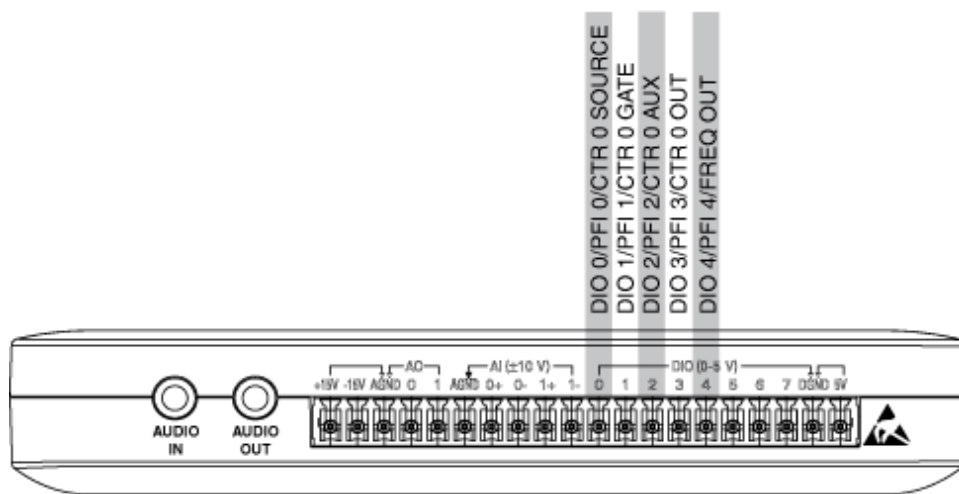 DIO 0/PFI 0/CTR 0 SOURCE
DIO 1/PFI 1/CTR 0 GATE
DIO 2/PFI 2/CTR 0 AUX
DIO 3/PFI 3/CTR 0 OUT
DIO 4/PFI 4/FREQ OUT
AO AI (±10 V) DIO (0-5 V)
+15V -15V AGND 0 1 AGND 0+ 0- 1+ 1- 0 1 2 3 4 5 6 7 DGND 5V
AUDIO IN
AUDIO OUT